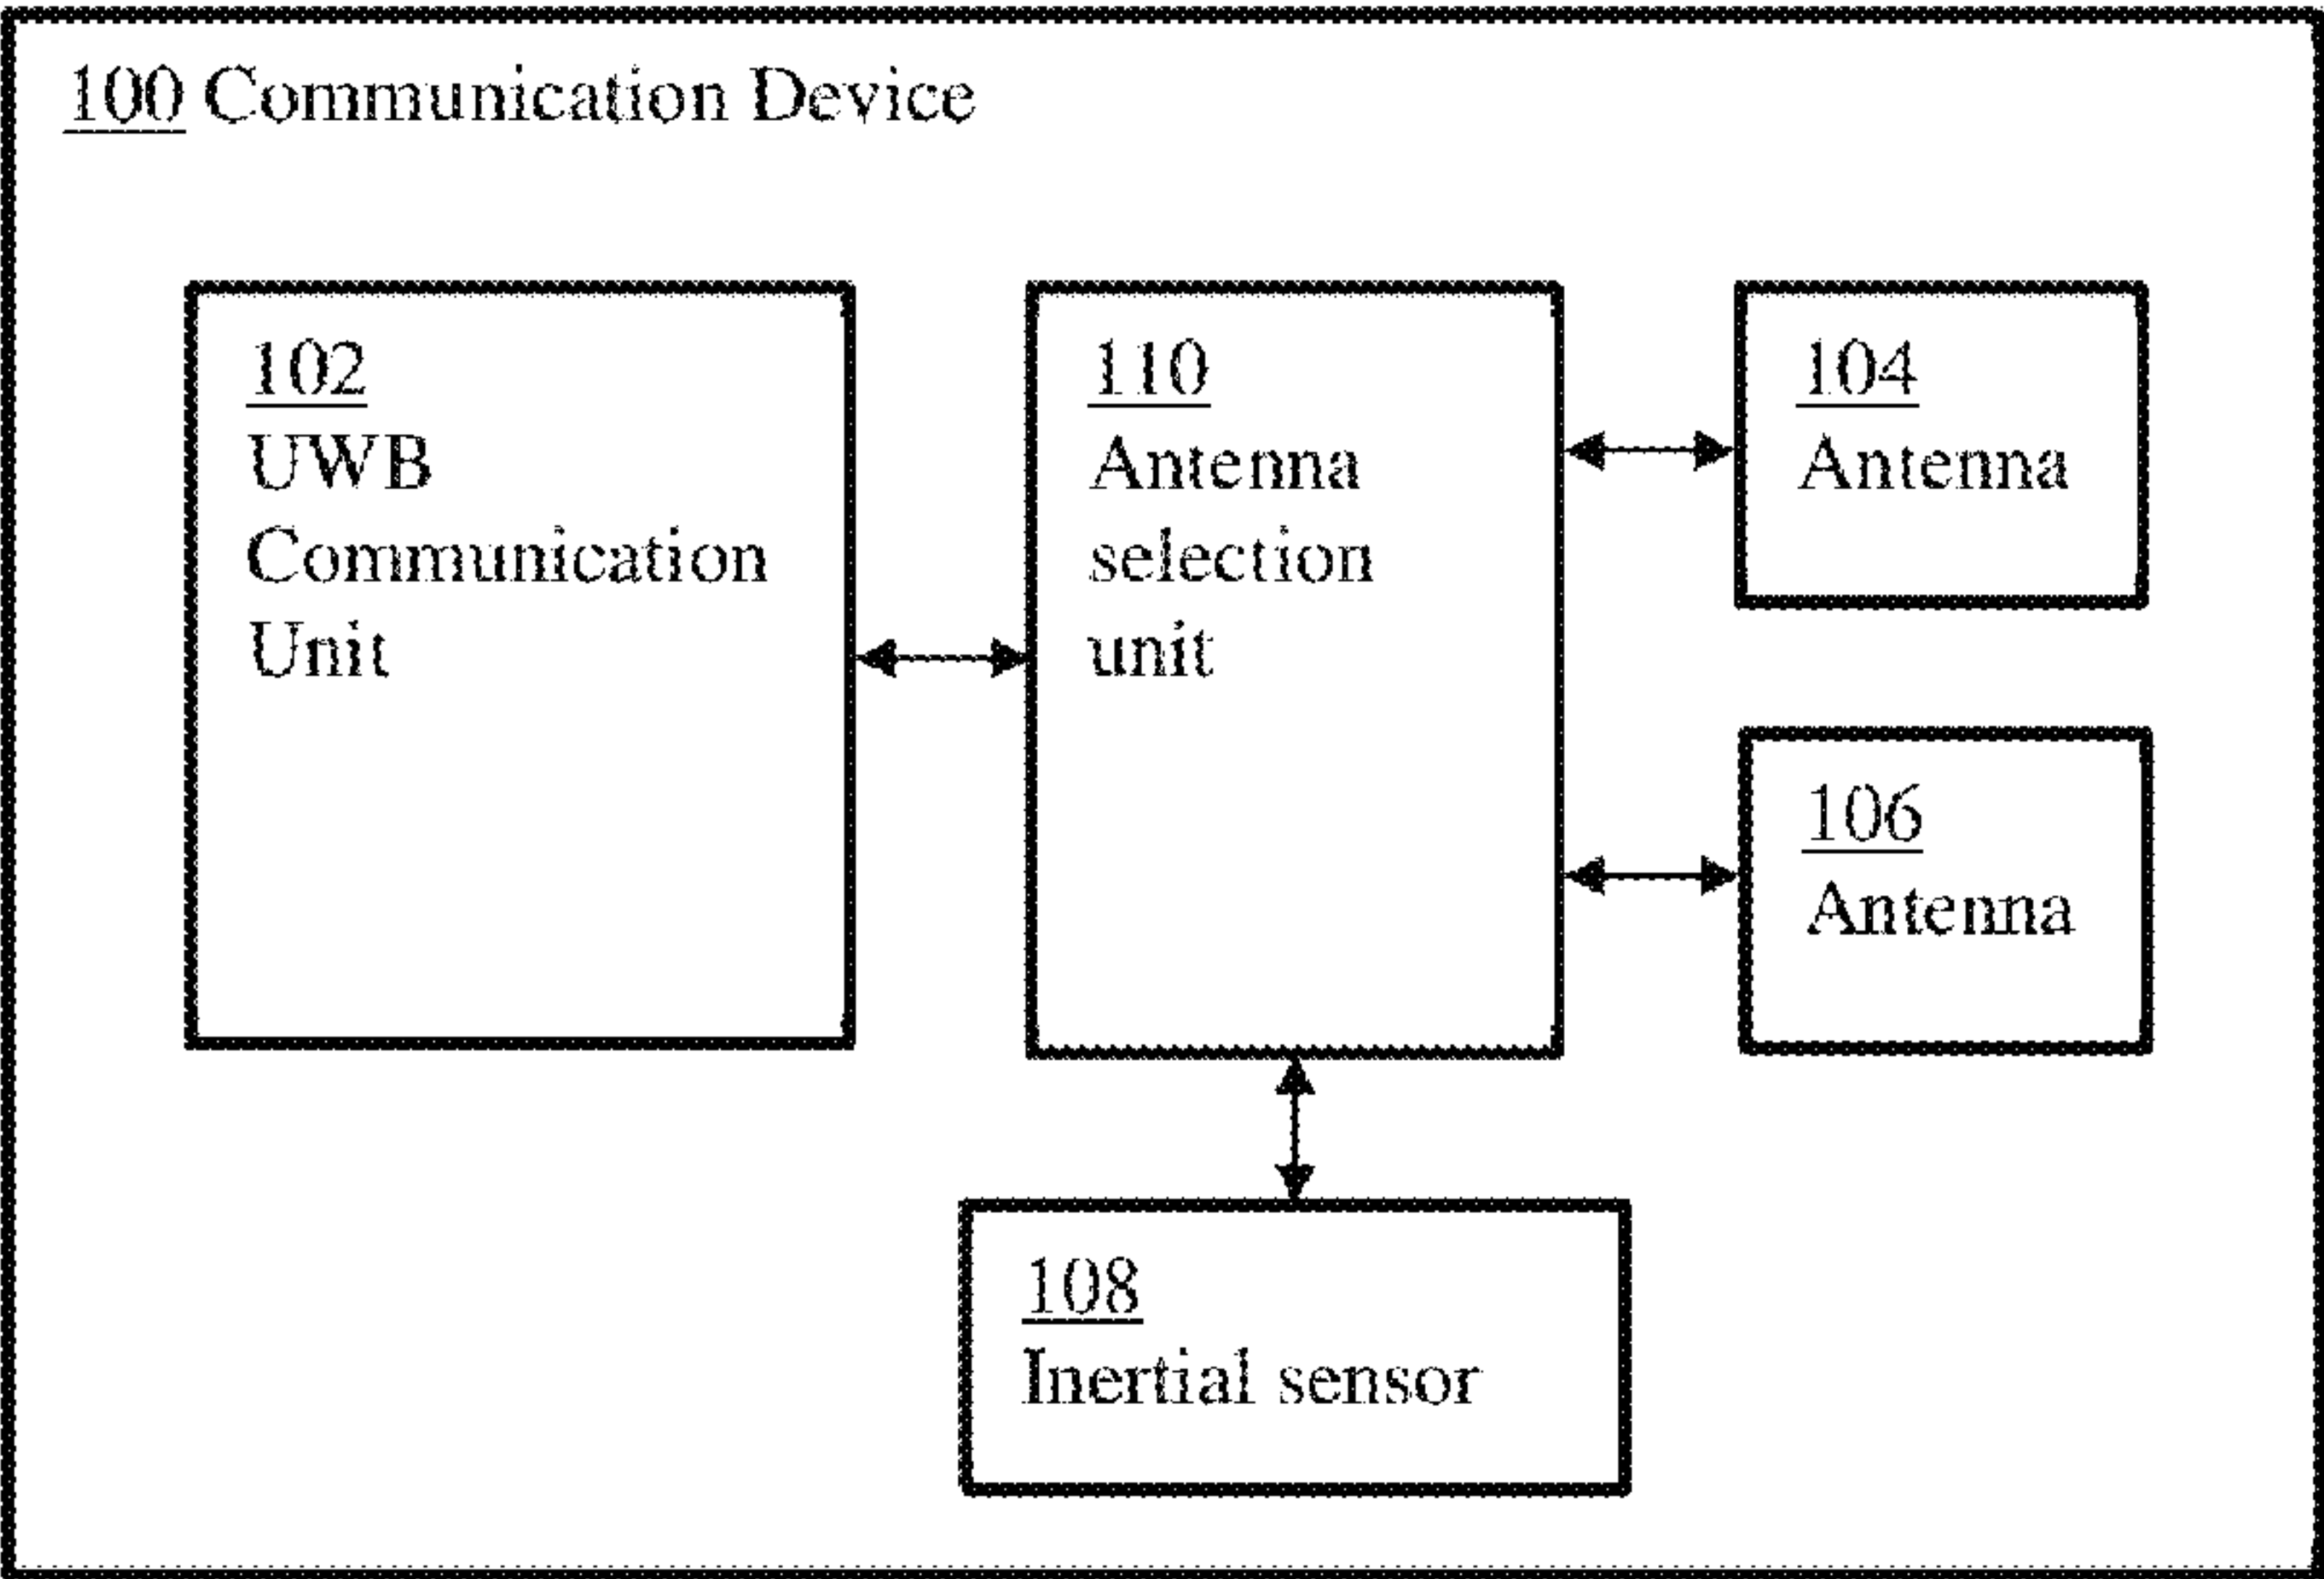 100 Communication Device
102
UWB
Communication
Unit
110
Antenna
selection
unit
104
Antenna
106
Antenna
108
Inertial sensor